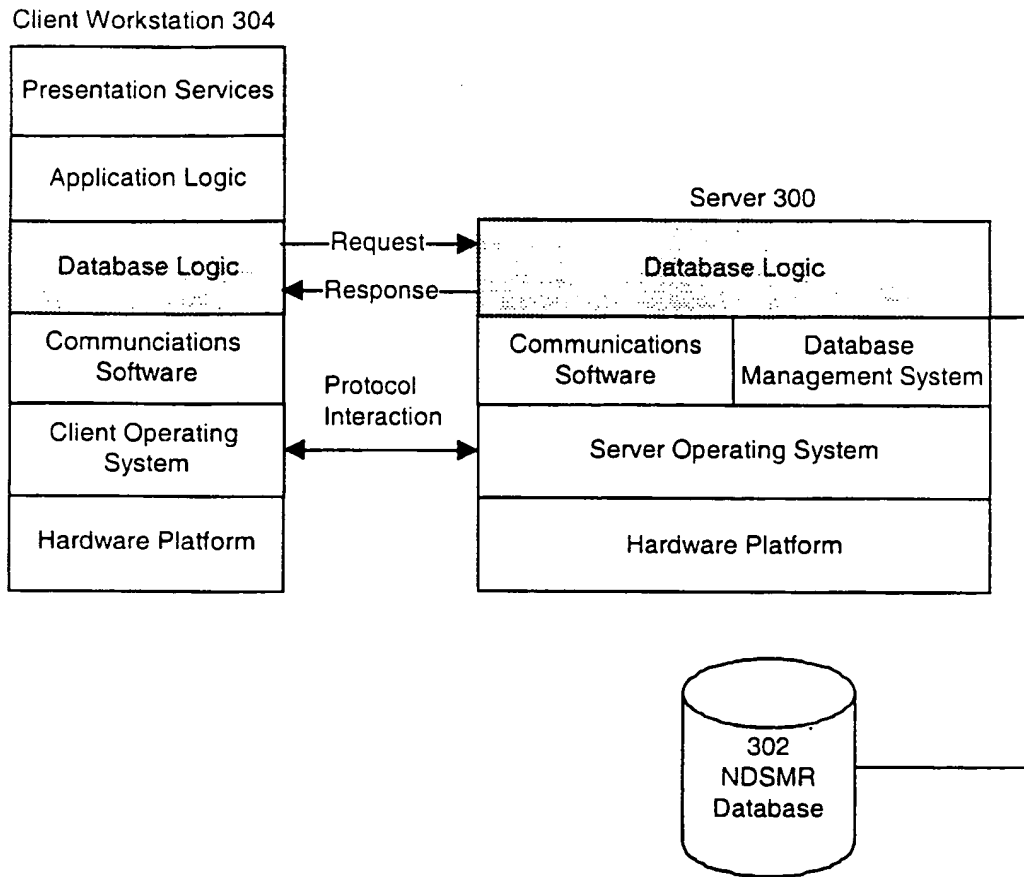 Client Workstation 304
Presentation Services
Application Logic
Database Logic
Communciations
Software
Client Operating
System
Hardware Platform
Request
Response
Protocol
Interaction
Server 300
Database Logic
Communications
Software
Database
Management System
Server Operating System
Hardware Platform
302
NDSMR
Database